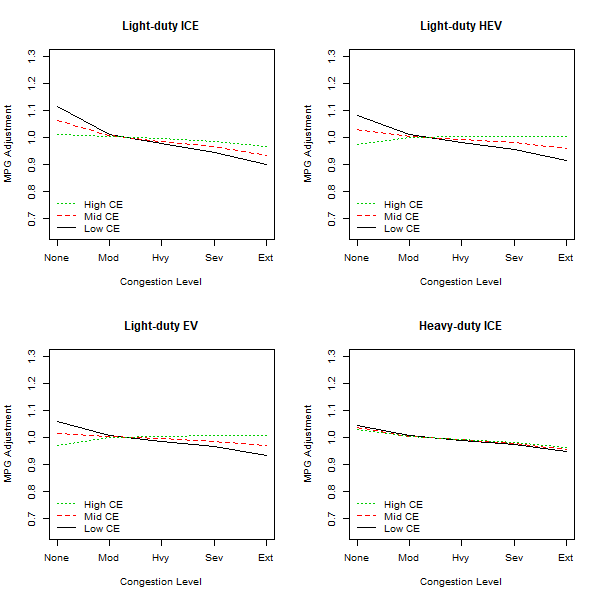 Light-duty ICE
MPG Adjustment
1.3
1.2
1.1
1.0
0.9
0.8
0.7
High CE
Mid CE
Low CE
None Mod Hvy Sev Ext
Congestion Level
Light-duty HEV
MPG Adjustment
1.3
1.2
1.1
1.0
0.9
0.8
0.7
High CE
Mid CE
Low CE
None Mod Hvy Sev Ext
Congestion Level
Light-duty EV
MPG Adjustment
1.3
1.2
1.1
1.0
0.9
0.8
0.7
High CE
Mid CE
Low CE
None Mod Hvy Sev Ext
Congestion Level
Heavy-duty ICE
MPG Adjustment
1.3
1.2
1.1
1.0
0.9
0.8
0.7
High CE
Mid CE
Low CE
None Mod Hvy Sev Ext
Congestion Level